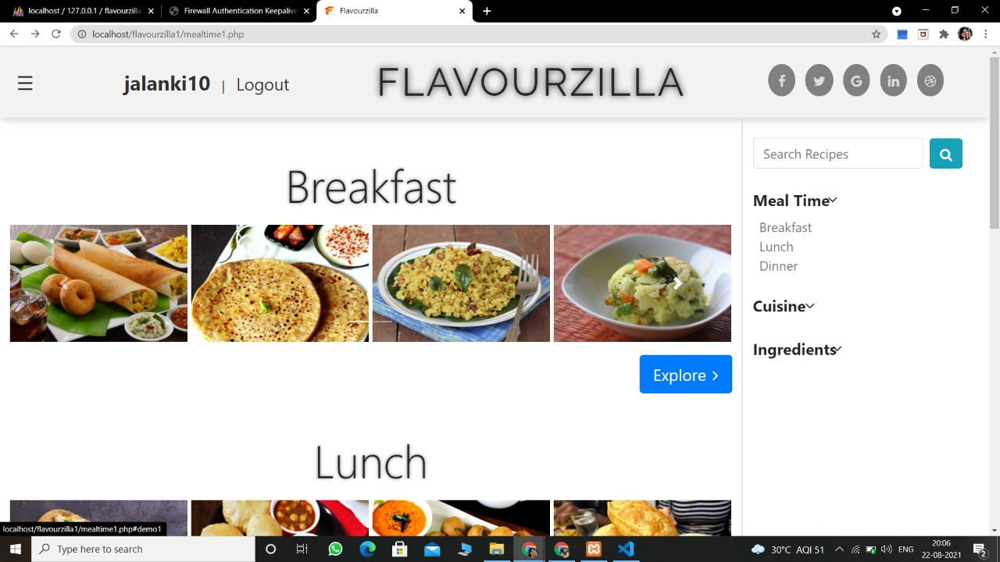 localhost / 127.0.0.1 / flavourzilla
Firewall Authentication Keepalive
Flavourzilla
localhost/flavourzilla1/mealtime1.php
jalanki10 | Logout
FLAVOURZILLA
Search Recipes
Breakfast
Meal Time
Breakfast
Lunch
Dinner
Cuisine
Ingredients
Explore
Lunch
localhost/flavourzilla1/mealtime1.php#demo1
Type here to search
30°C AQI 51
ENG
20:06
22-08-2021
2